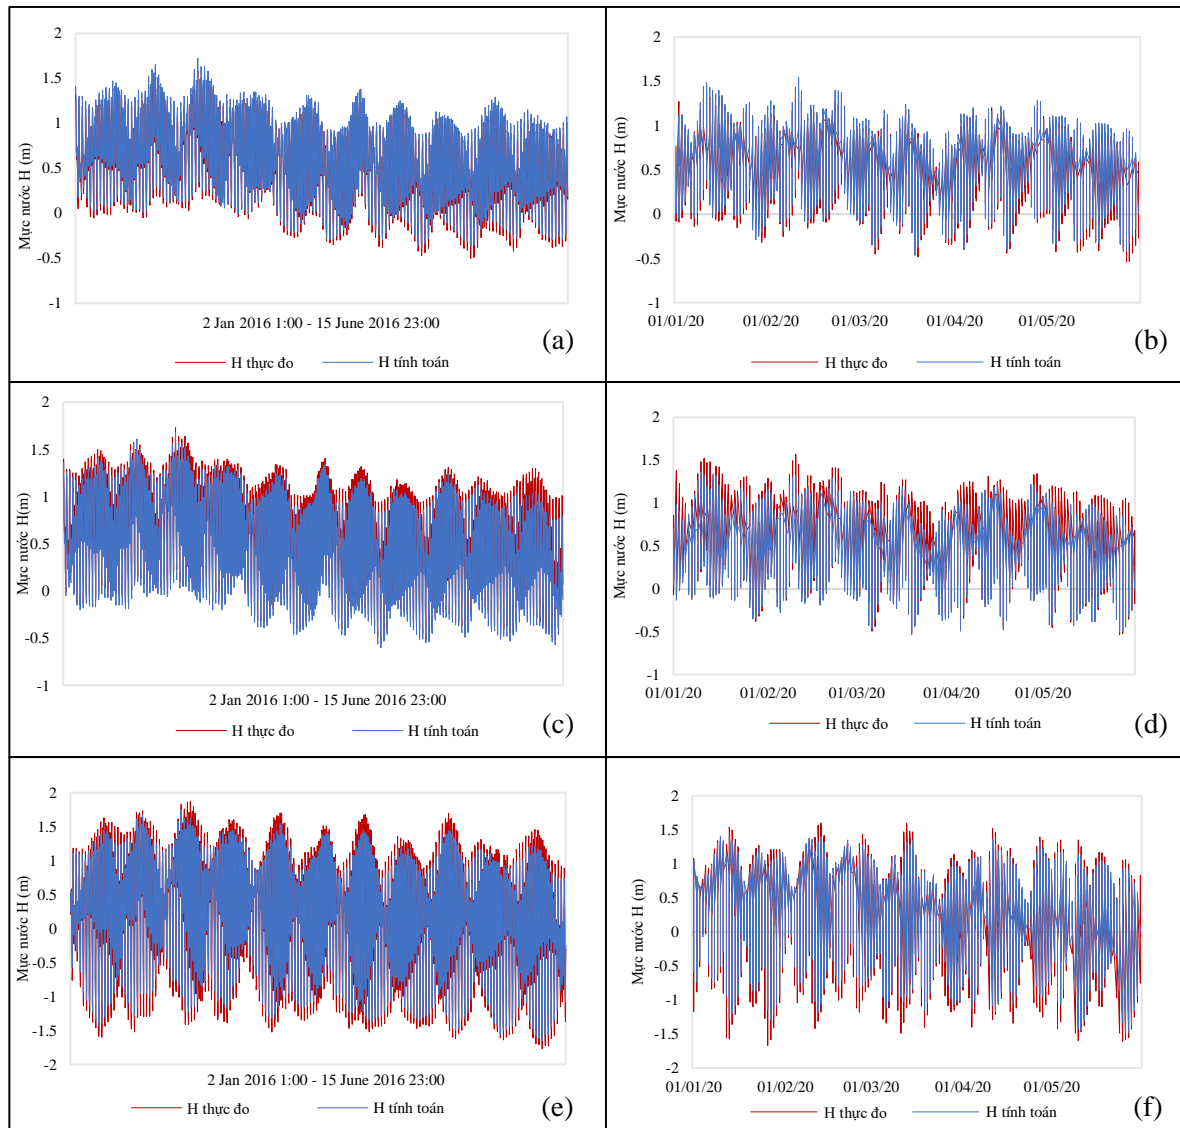 2
1.5
1
0.5
0
-0.5
-1
Mực nước H (m)
2 Jan 2016 1:00 - 15 June 2016 23:00
H thực đo
H tính toán
(a)
2
1.5
1
0.5
0
-0.5
-1
Mực nước H (m)
01/01/20 01/02/20 01/03/20 01/04/20 01/05/20
H thực đo
H tính toán
(b)
2
1.5
1
0.5
0
-0.5
-1
Mực nước H(m)
2 Jan 2016 1:00 - 15 June 2016 23:00
H thực đo
H tính toán
(c)
2
1.5
1
0.5
0
-0.5
-1
Mực nước H (m)
01/01/20 01/02/20 01/03/20 01/04/20 01/05/20
H thực đo
H tính toán
(d)
2
1.5
1
0.5
0
-0.5
-1
-1.5
-2
Mực nước H (m)
2 Jan 2016 1:00 - 15 June 2016 23:00
H thực đo
H tính toán
(e)
2
1.5
1
0.5
0
-0.5
-1
-1.5
-2
Mực nước H (m)
01/01/20 01/02/20 01/03/20 01/04/20 01/05/20
H thực đo
H tính toán
(f)